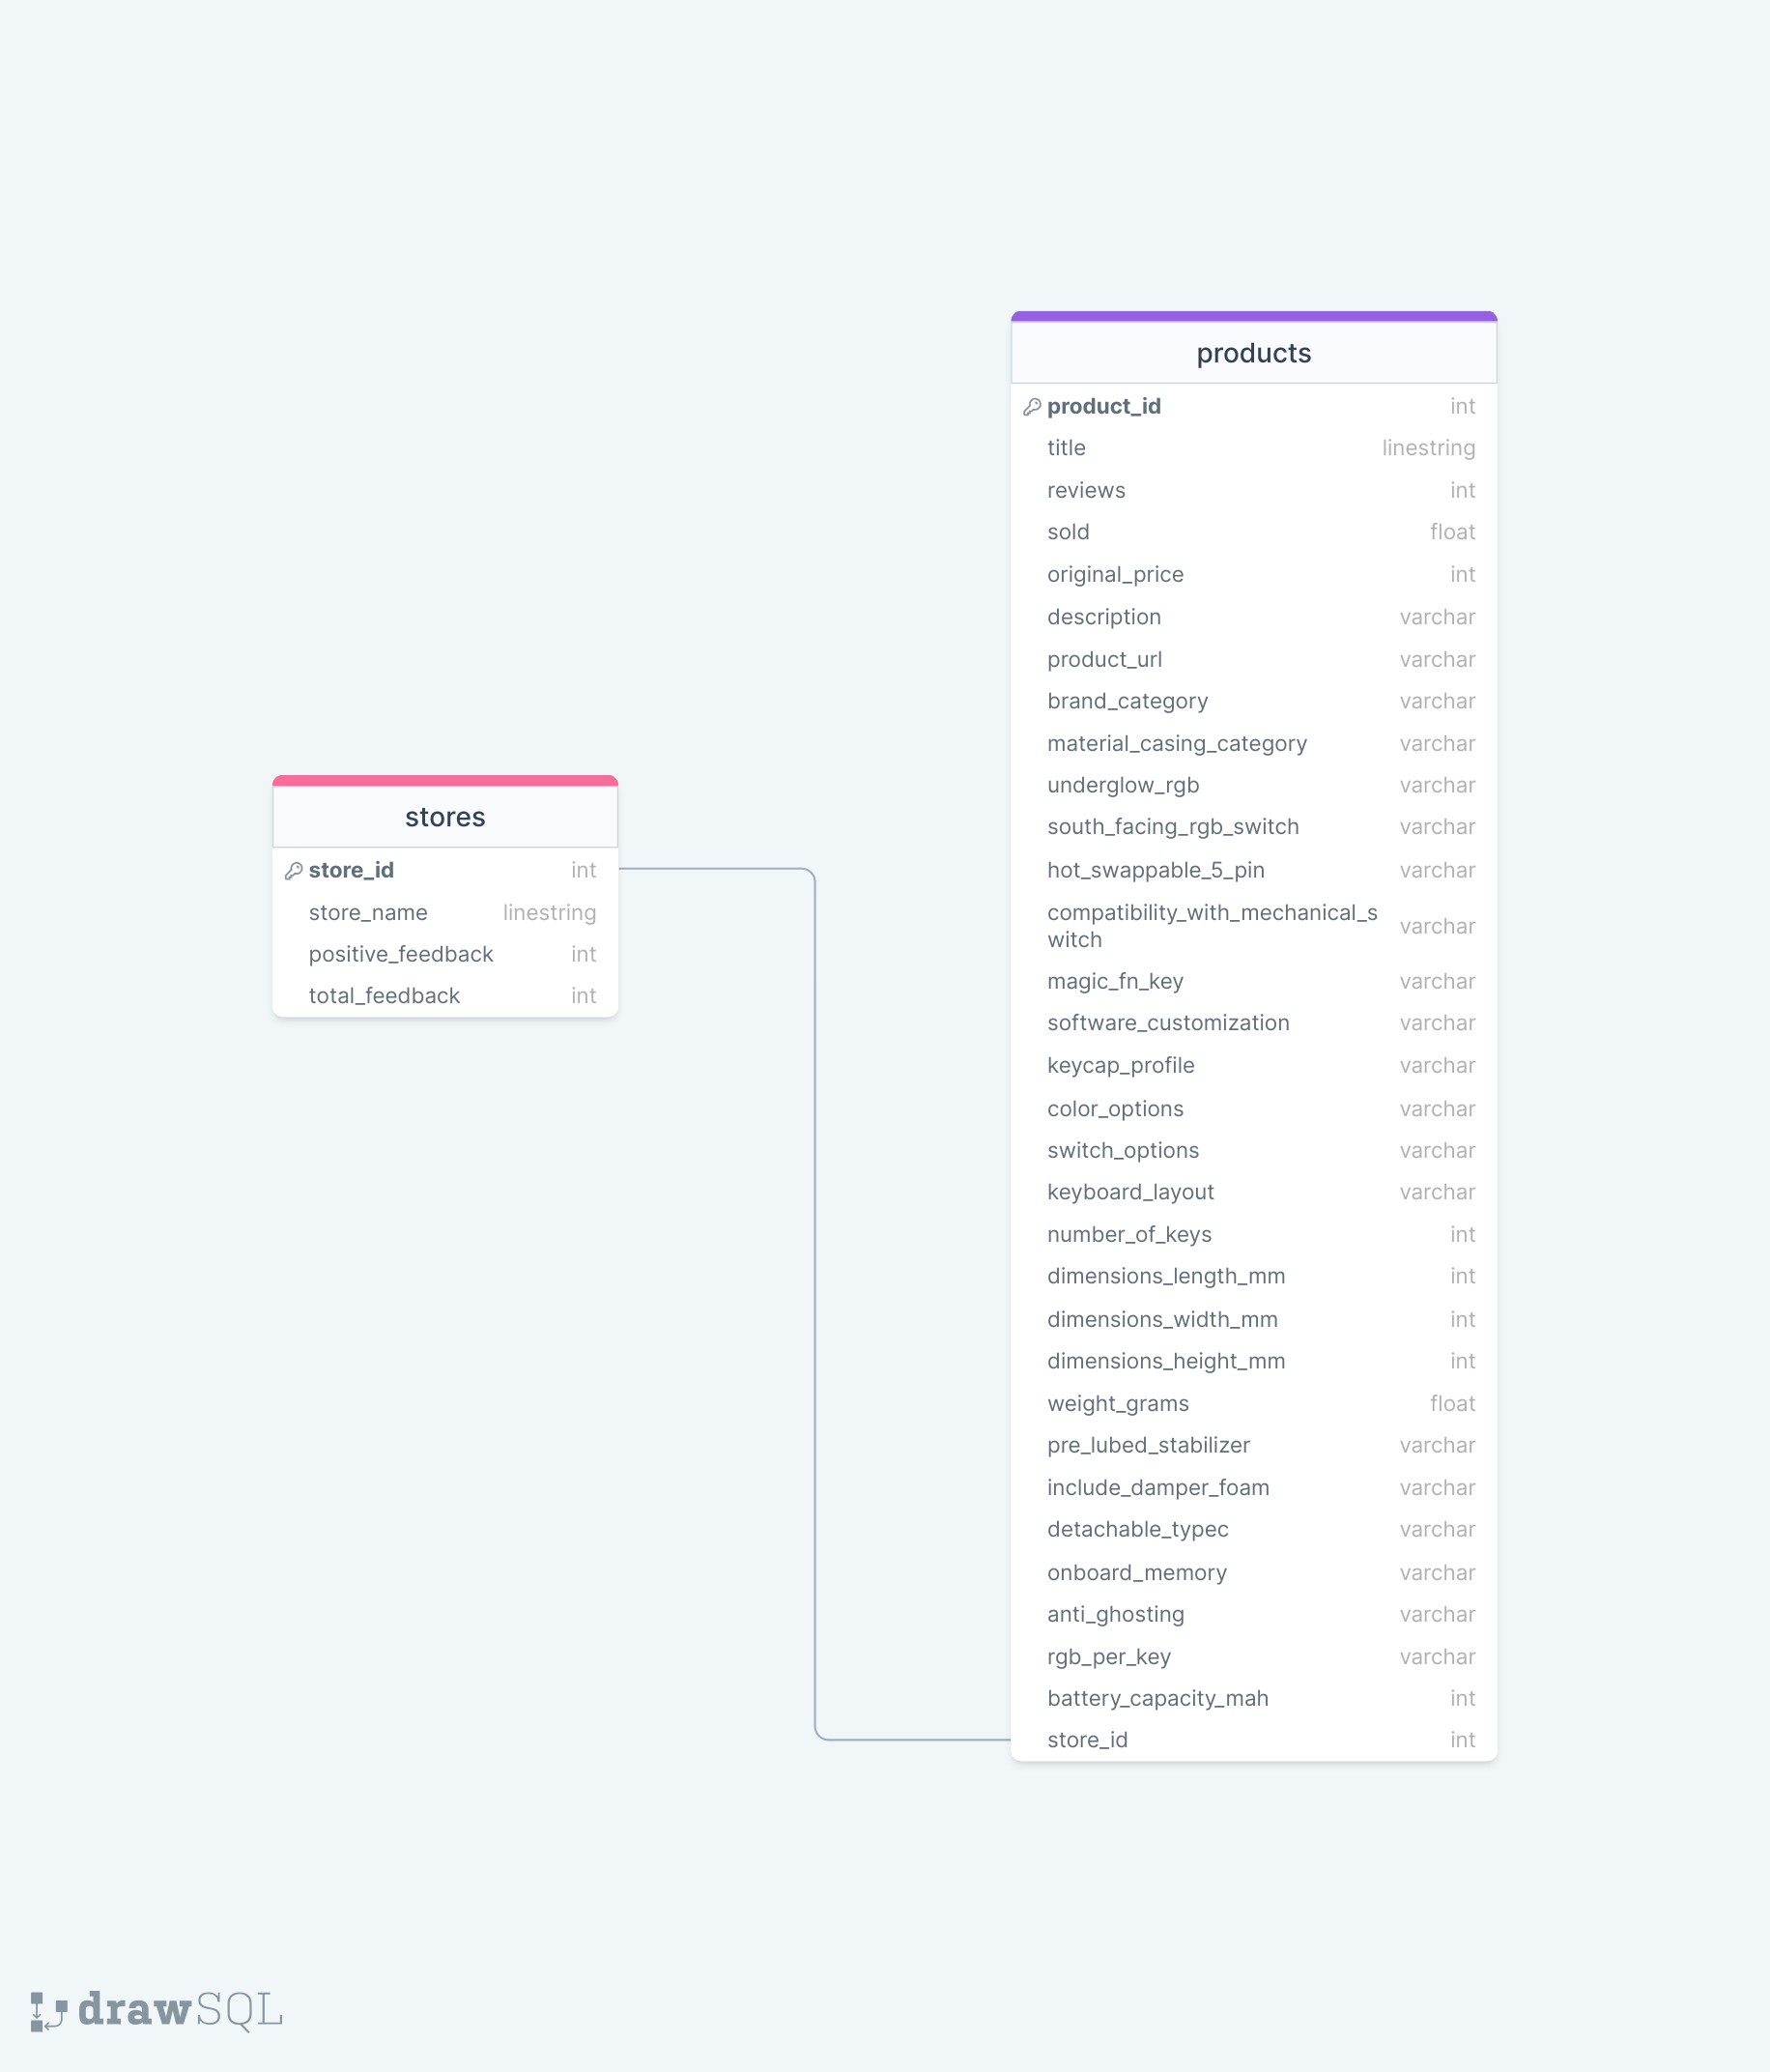 products
product_id int
title linestring
reviews int
sold float
original_price int
description varchar
product_url varchar
brand_category varchar
material_casing_category varchar
underglow_rgb varchar
south_facing_rgb_switch varchar
hot_swappable_5_pin varchar
compatibility_with_mechanical_s
witch varchar
magic_fn_key varchar
software_customization varchar
keycap_profile varchar
color_options varchar
switch_options varchar
keyboard_layout varchar
number_of_keys int
dimensions_length_mm int
dimensions_width_mm int
dimensions_height_mm int
weight_grams float
pre_lubed_stabilizer varchar
include_damper_foam varchar
detachable_typec varchar
onboard_memory varchar
anti_ghosting varchar
rgb_per_key varchar
battery_capacity_mah int
store_id int
stores
store_id int
store_name linestring
positive_feedback int
total_feedback int
drawSQL